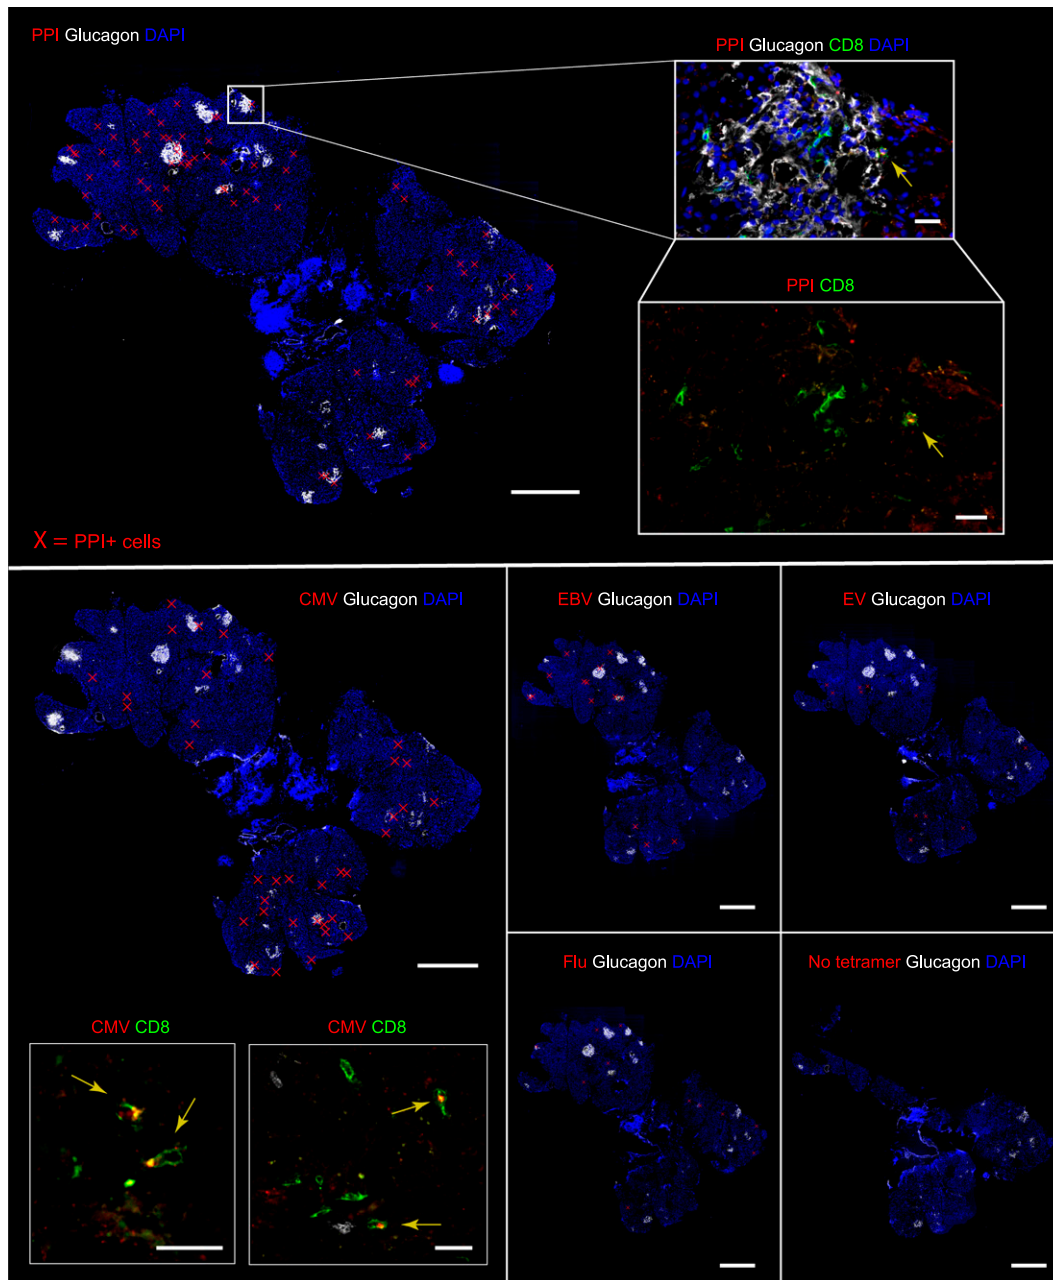 PPI Glucagon DAPI
PPI Glucagon CD8 DAPI
PPI CD8
X = PPI+ cells
CMV Glucagon DAPI
EBV Glucagon DAPI
EV Glucagon DAPI
Flu Glucagon DAPI
No tetramer Glucagon DAPI
CMV CD8
CMV CD8